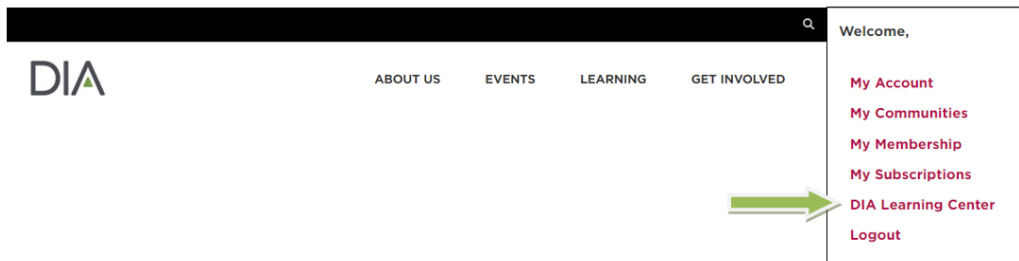 Welcome,
DIA
ABOUT US EVENTS LEARNING GET INVOLVED
My Account
My Communities
My Membership
My Subscriptions
DIA Learning Center
Logout